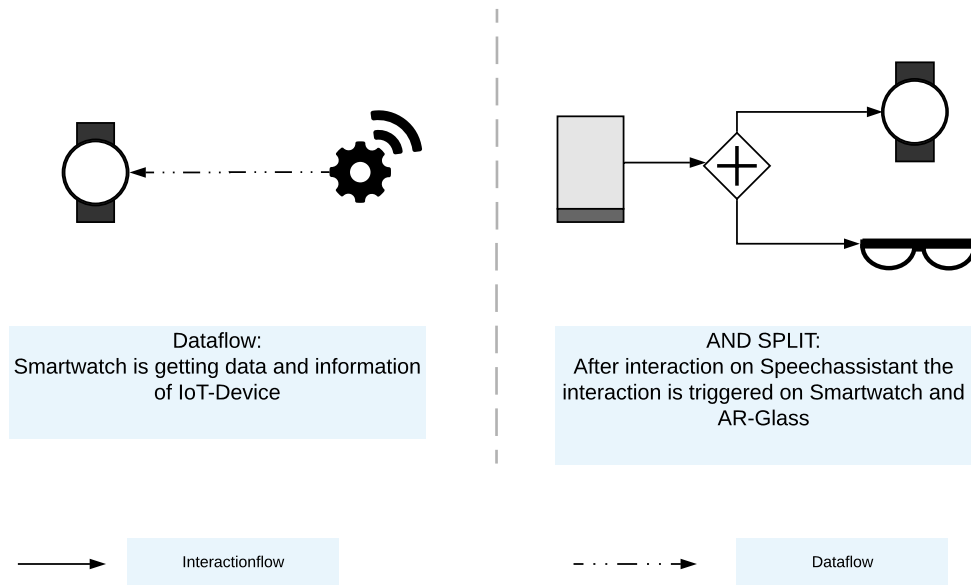 Dataflow:
Smartwatch is getting data and information
of IoT-Device
AND SPLIT:
After interaction on Speechassistant the
interaction is triggered on Smartwatch and
AR-Glass
Interactionflow
Dataflow